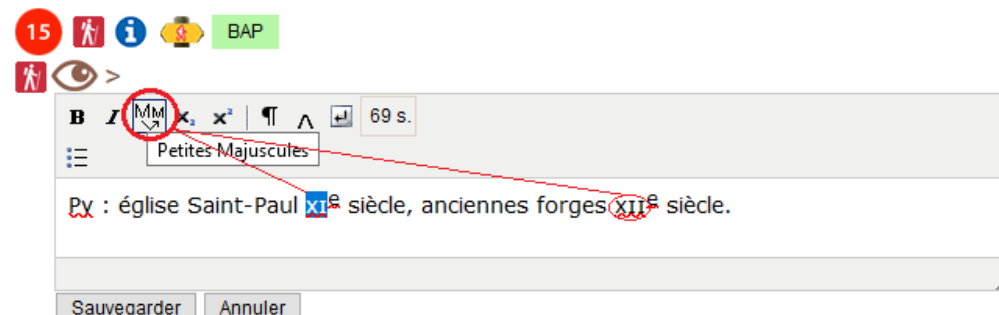 15 i BAP
>
B I MM x₂ x² ¶ ^ 69 s.
Petites Majuscules
Py : église Saint-Paul XIᵉ siècle, anciennes forges XIIᵉ siècle.
Sauvegarder Annuler